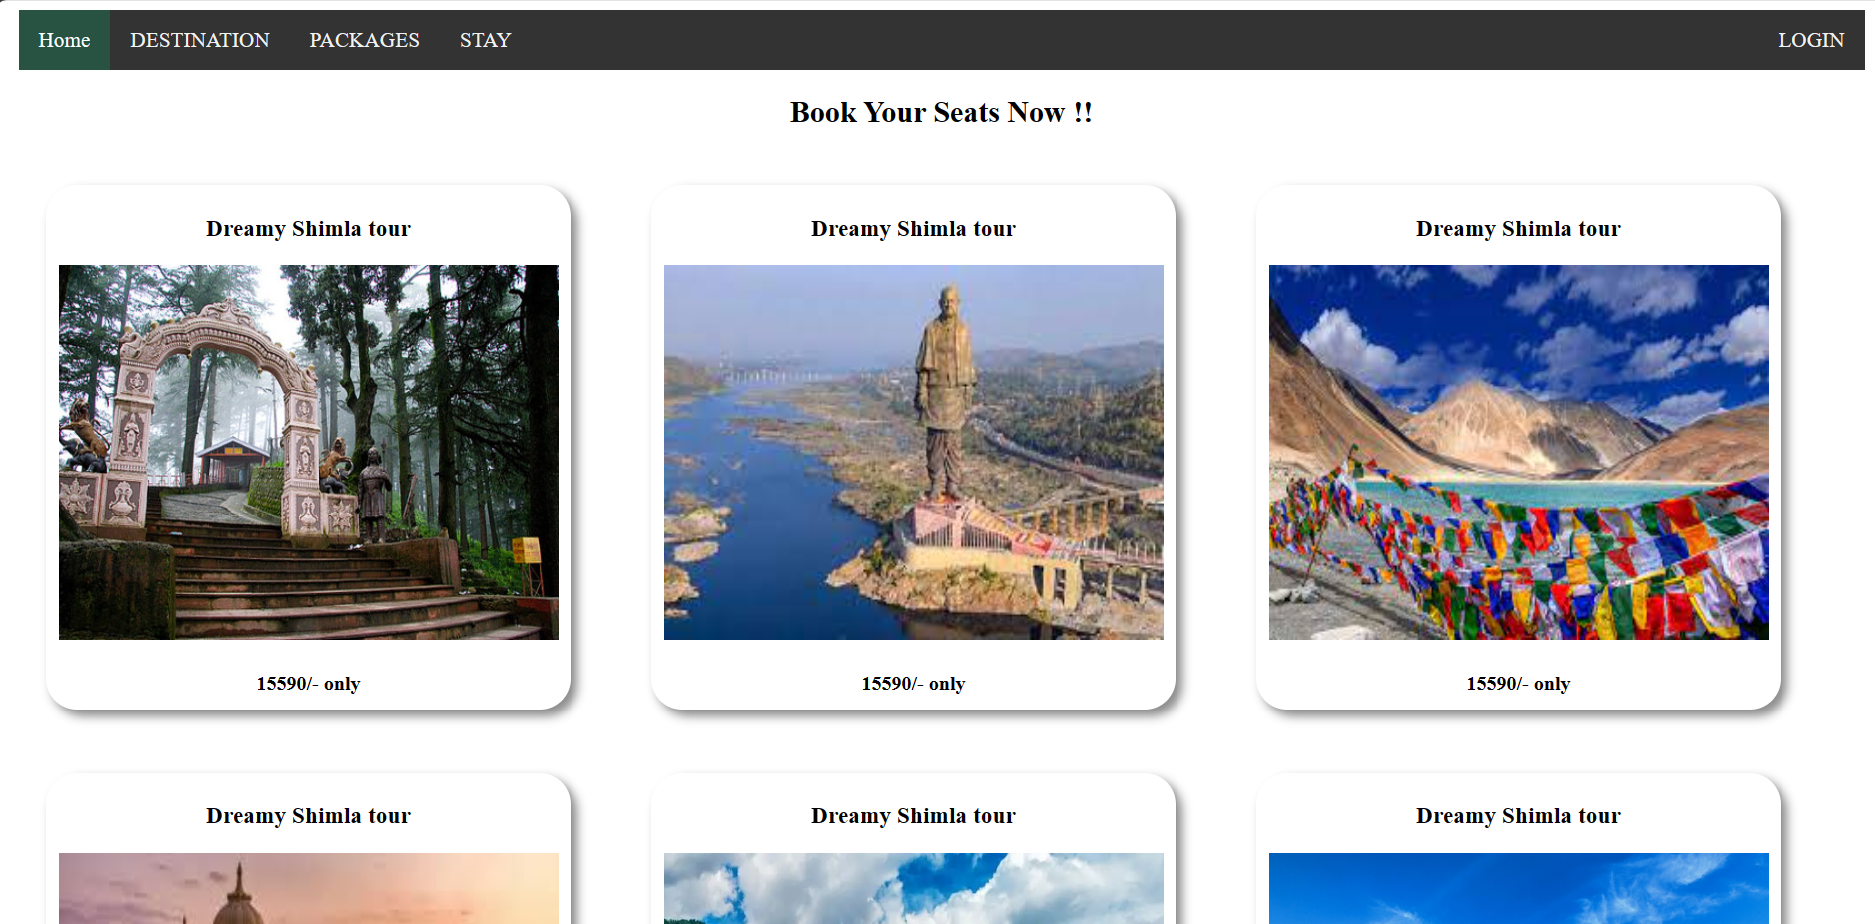 Home DESTINATION PACKAGES STAY LOGIN
Book Your Seats Now !!
Dreamy Shimla tour Dreamy Shimla tour Dreamy Shimla tour
15590/- only 15590/- only 15590/- only
Dreamy Shimla tour Dreamy Shimla tour Dreamy Shimla tour